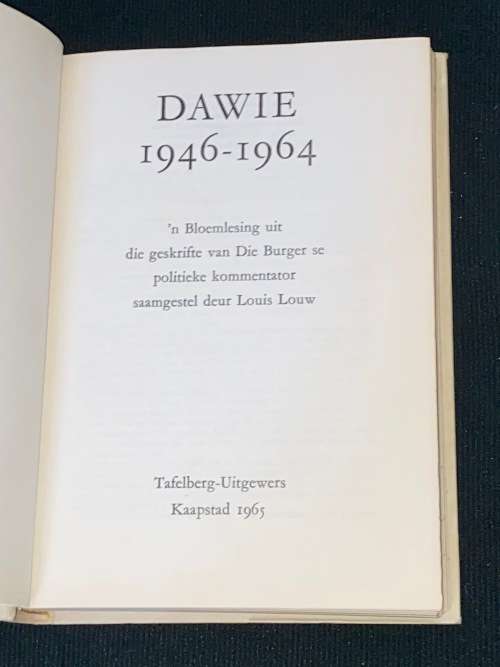 DAWIE
1946-1964
'n Bloemlesing uit
die geskrifte van Die Burger se
politieke kommentator
saamgestel deur Louis Louw
Tafelberg-Uitgewers
Kaapstad 1965